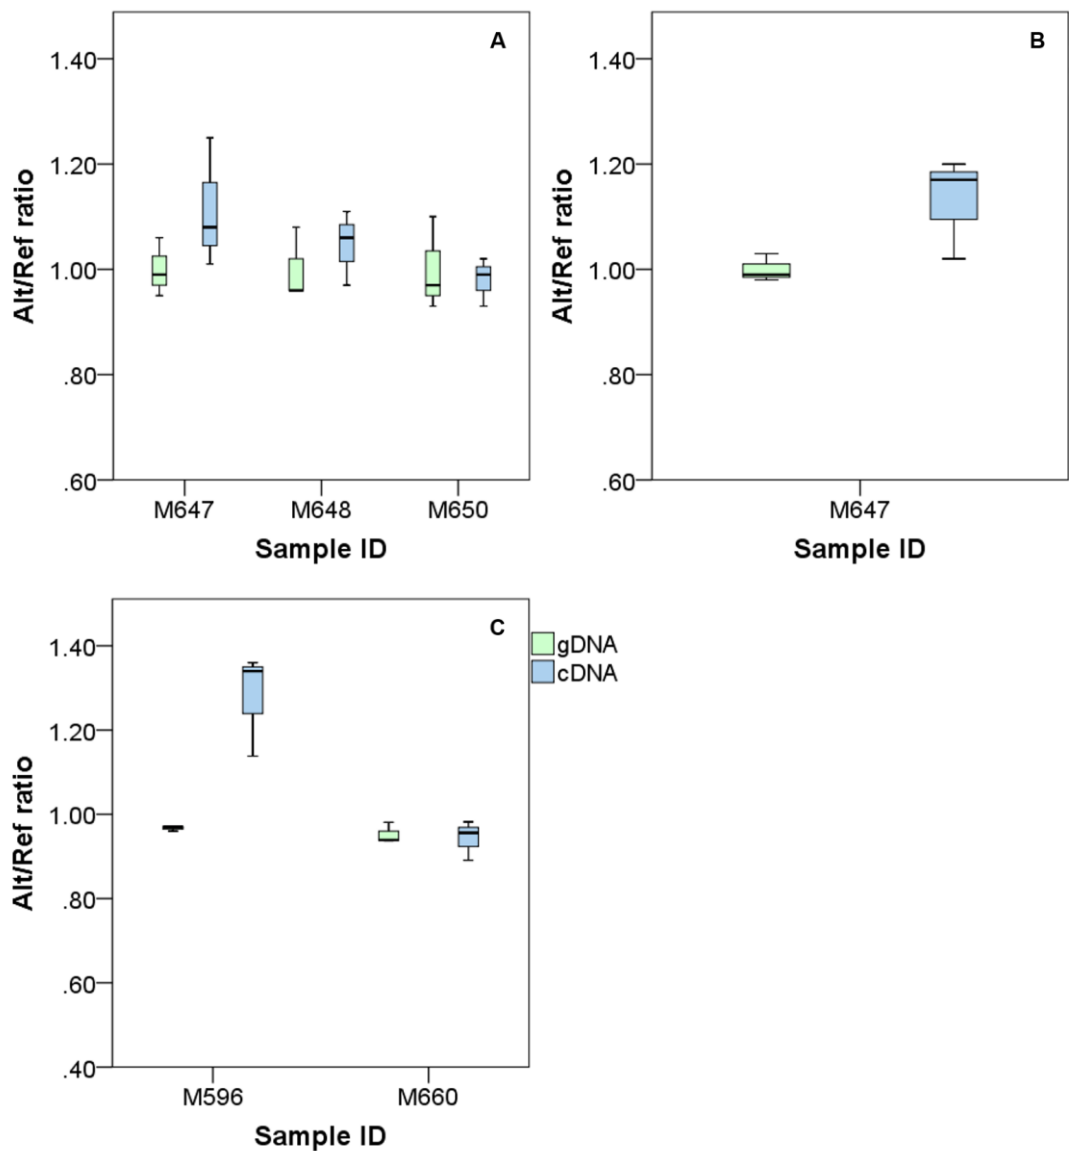 A
1.40
1.20
1.00
.80
.60
Alt/Ref ratio
M647 M648 M650
Sample ID
B
1.40
1.20
1.00
.80
.60
Alt/Ref ratio
M647
Sample ID
C
1.40
1.20
1.00
.80
.60
.40
Alt/Ref ratio
M596 M660
Sample ID
gDNA
cDNA